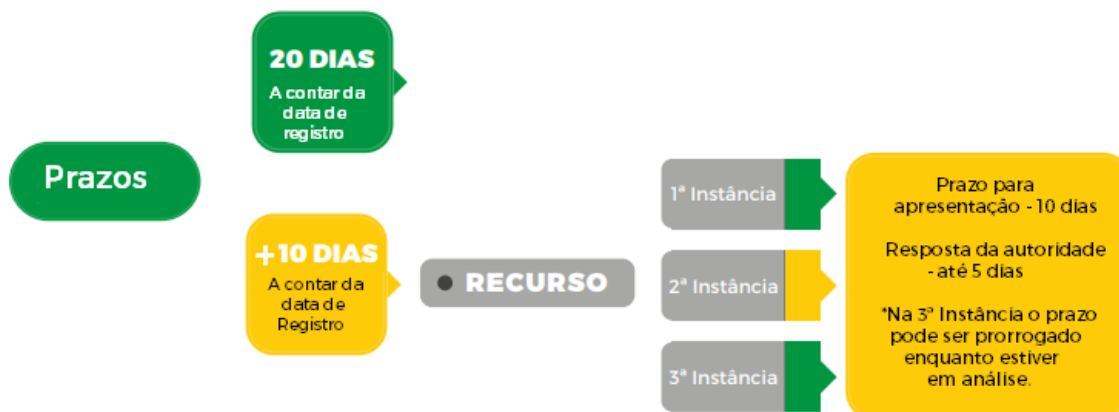 Prazos
20 DIAS
A contar da
data de
registro
+10 DIAS
A contar da
data de
Registro
RECURSO
1ª Instância
2ª Instância
3ª Instância
Prazo para
apresentação - 10 dias
Resposta da autoridade
- até 5 dias
*Na 3ª Instância o prazo
pode ser prorrogado
enquanto estiver
em análise.